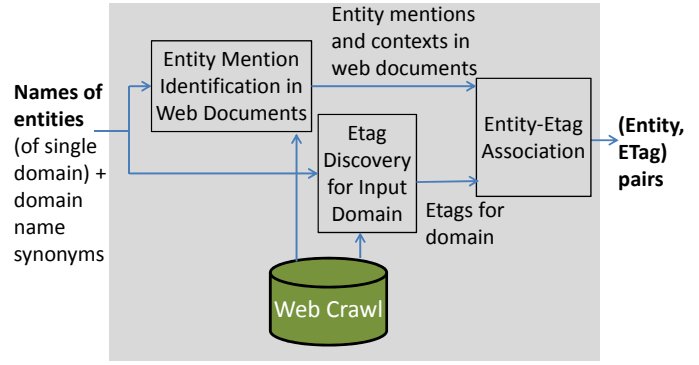 Names of
entities
(of single
domain) +
domain
name
synonyms
Entity Mention
Identification in
Web Documents
Entity mentions
and contexts in
web documents
Etag
Discovery
for Input
Domain
Etags for
domain
Entity-Etag
Association
(Entity,
ETag)
pairs
Web Crawl